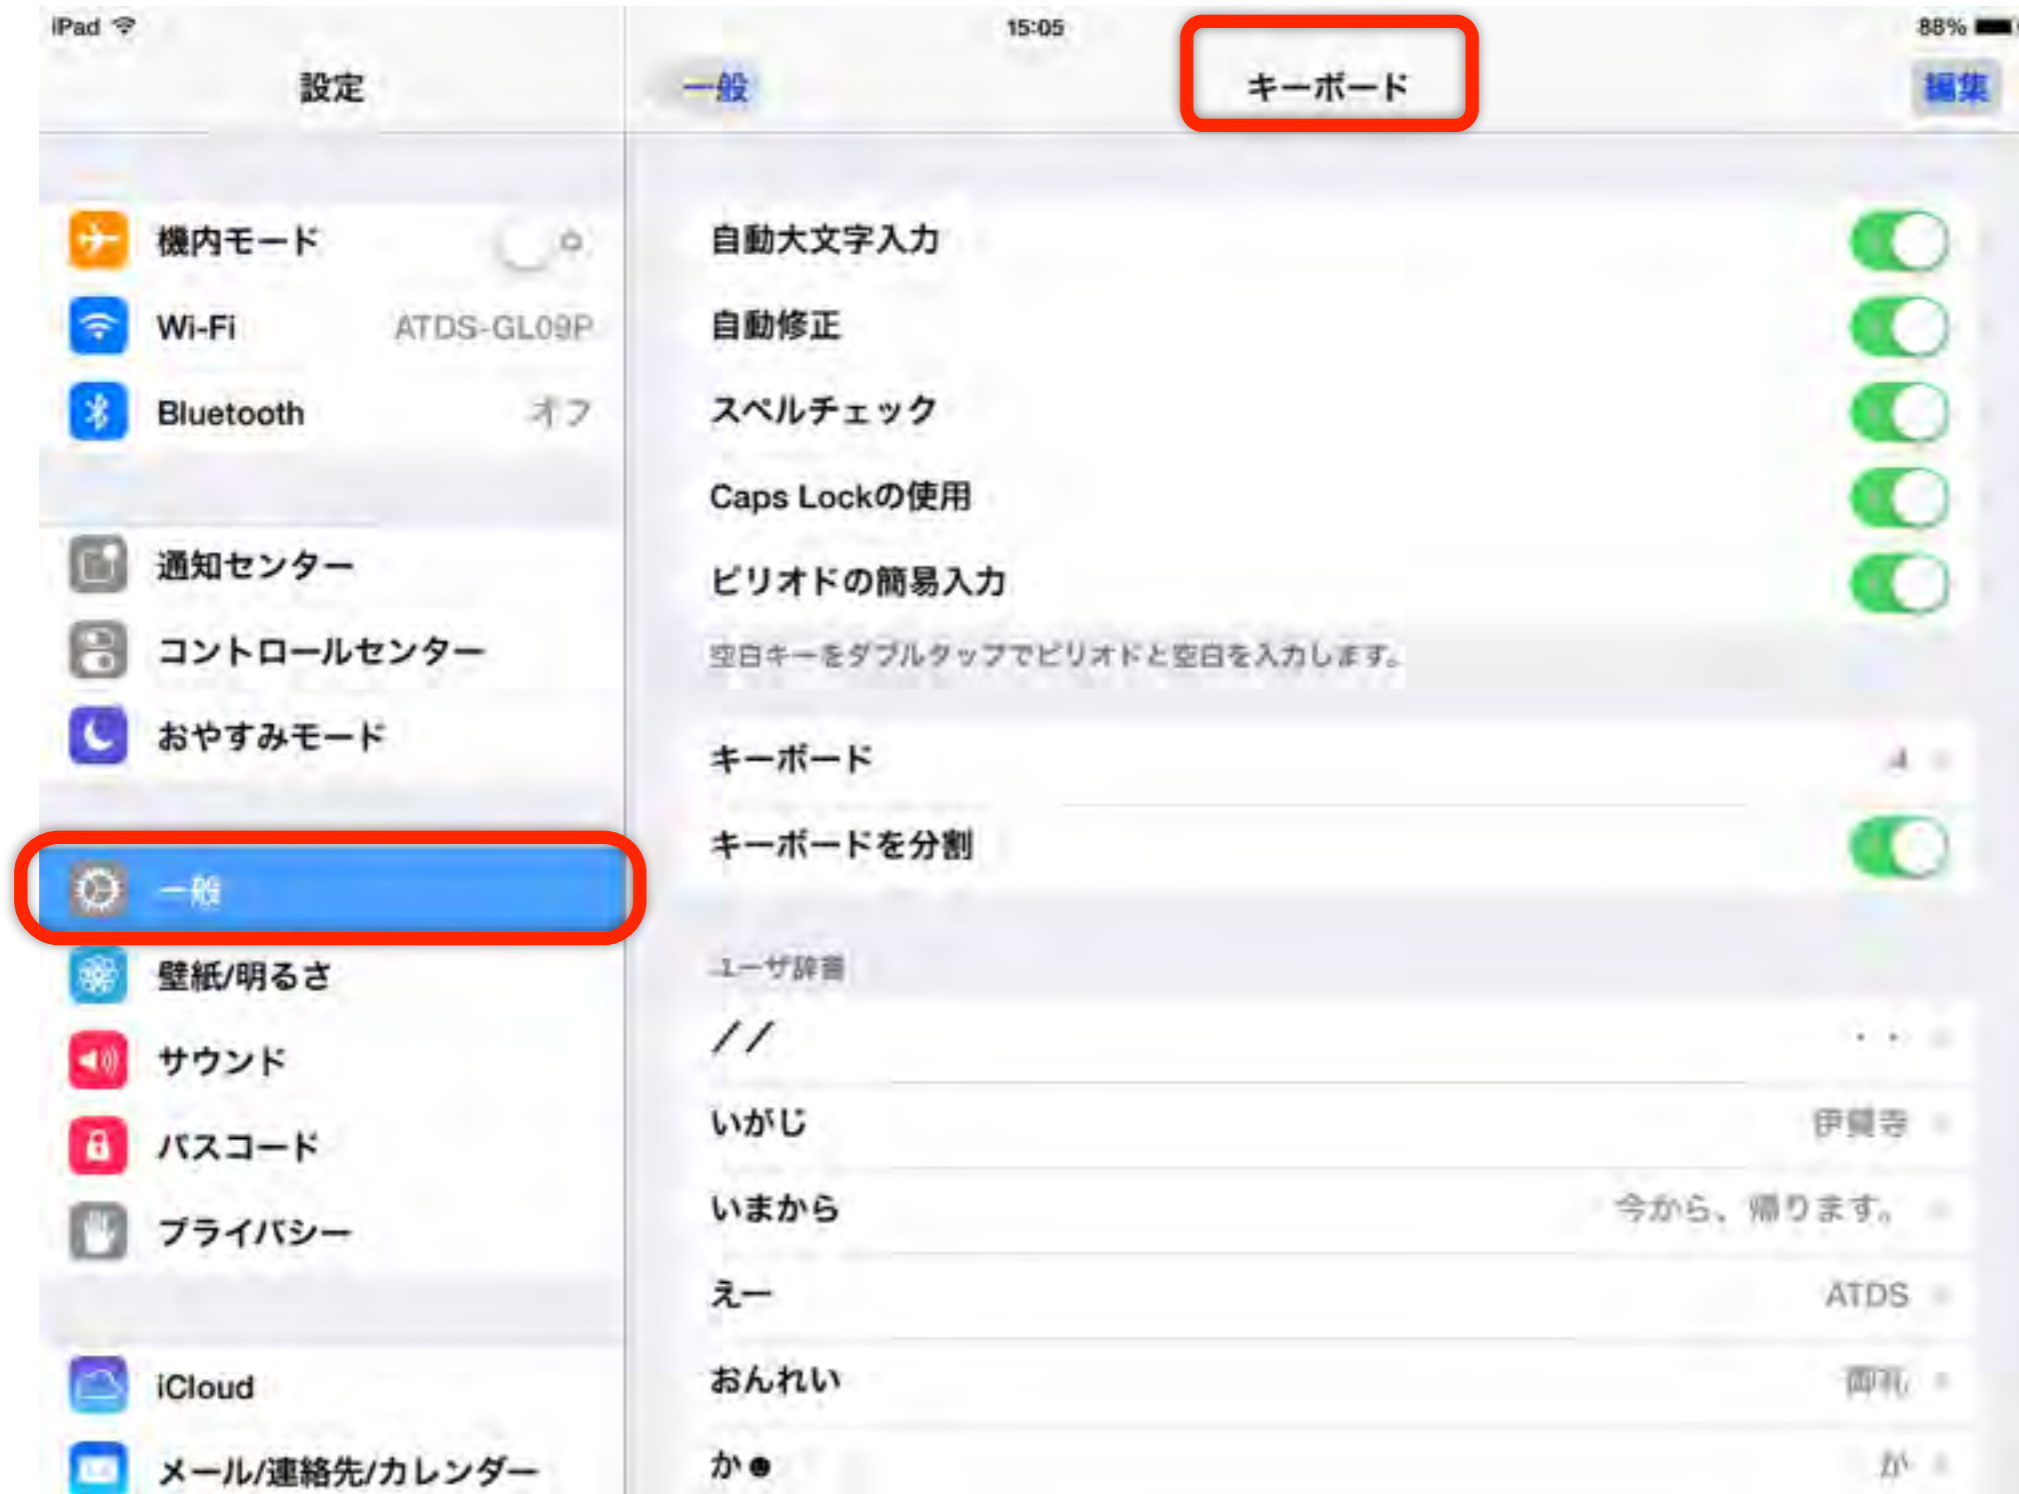 iPad
15:05
88%
設定
一般
キーボード
編集
機内モード
Wi-Fi
ATDS-GL09P
Bluetooth
オフ
通知センター
コントロールセンター
おやすみモード
一般
壁紙/明るさ
サウンド
パスコード
プライバシー
iCloud
メール/連絡先/カレンダー
自動大文字入力
自動修正
スペルチェック
Caps Lockの使用
ピリオドの簡易入力
空白キーをダブルタップでピリオドと空白を入力します。
キーボード
4
キーボードを分割
ユーザ辞書
//
・・
いがじ
いまから
今から、帰ります。
えー
ATDS
おんれい
御礼
か☻